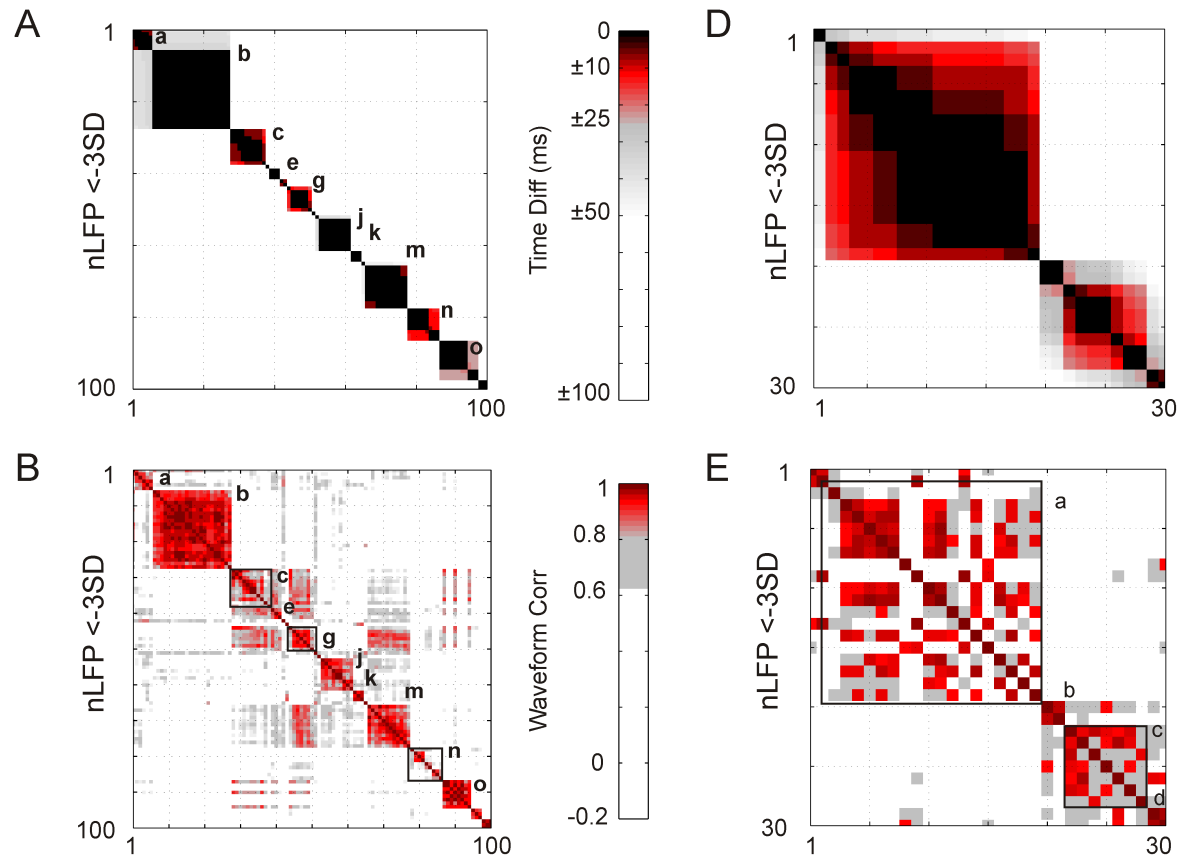 A
1
a
b
c
e
g
j
k
m
n
o
100
1
100
nLFP <-3SD
0
±10
±25
±50
±100
Time Diff (ms)
D
1
30
1
30
nLFP <-3SD
B
1
a
b
c
e
g
j
k
m
n
o
100
1
100
nLFP <-3SD
1
0.8
0.6
0
-0.2
Waveform Corr
E
1
a
b
c
d
30
1
30
nLFP <-3SD